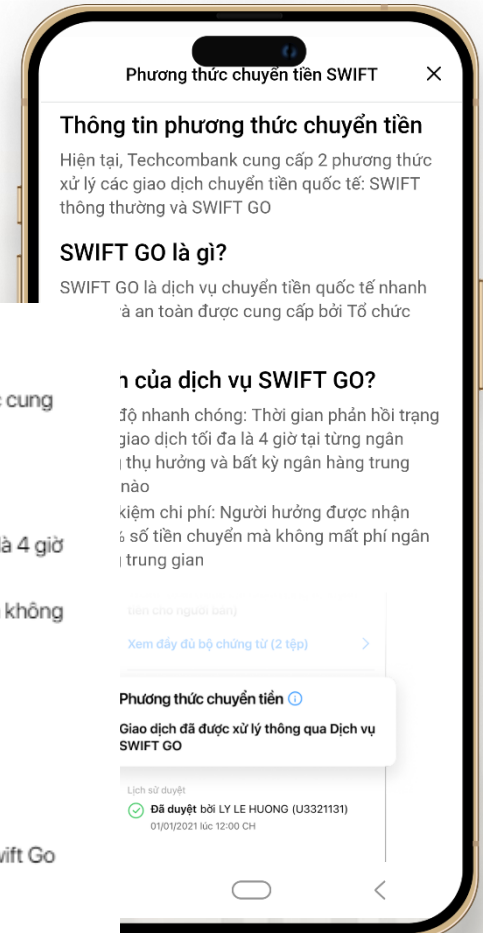 Phương thức chuyển tiền SWIFT
Thông tin phương thức chuyển tiền
Hiện tại, Techcombank cung cấp 2 phương thức
xử lý các giao dịch chuyển tiền quốc tế: SWIFT
thông thường và SWIFT GO
SWIFT GO là gì?
SWIFT GO là dịch vụ chuyển tiền quốc tế nhanh
và an toàn được cung cấp bởi Tổ chức
cung
của dịch vụ SWIFT GO?
độ nhanh chóng: Thời gian phản hồi trạng
giao dịch tối đa là 4 giờ tại từng ngân
thụ hưởng và bất kỳ ngân hàng trung
nào
kiệm chi phí: Người hưởng được nhận
% số tiền chuyển mà không mất phí ngân
trung gian
là 4 giờ
không
tiền cho người bán)
Xem đầy đủ bộ chứng từ (2 tệp)
Phương thức chuyển tiền
Giao dịch đã được xử lý thông qua Dịch vụ
SWIFT GO
Lịch sử duyệt
Đã duyệt bởi LY LE HUONG (U3321131)
01/01/2021 lúc 12:00 CH
wift Go